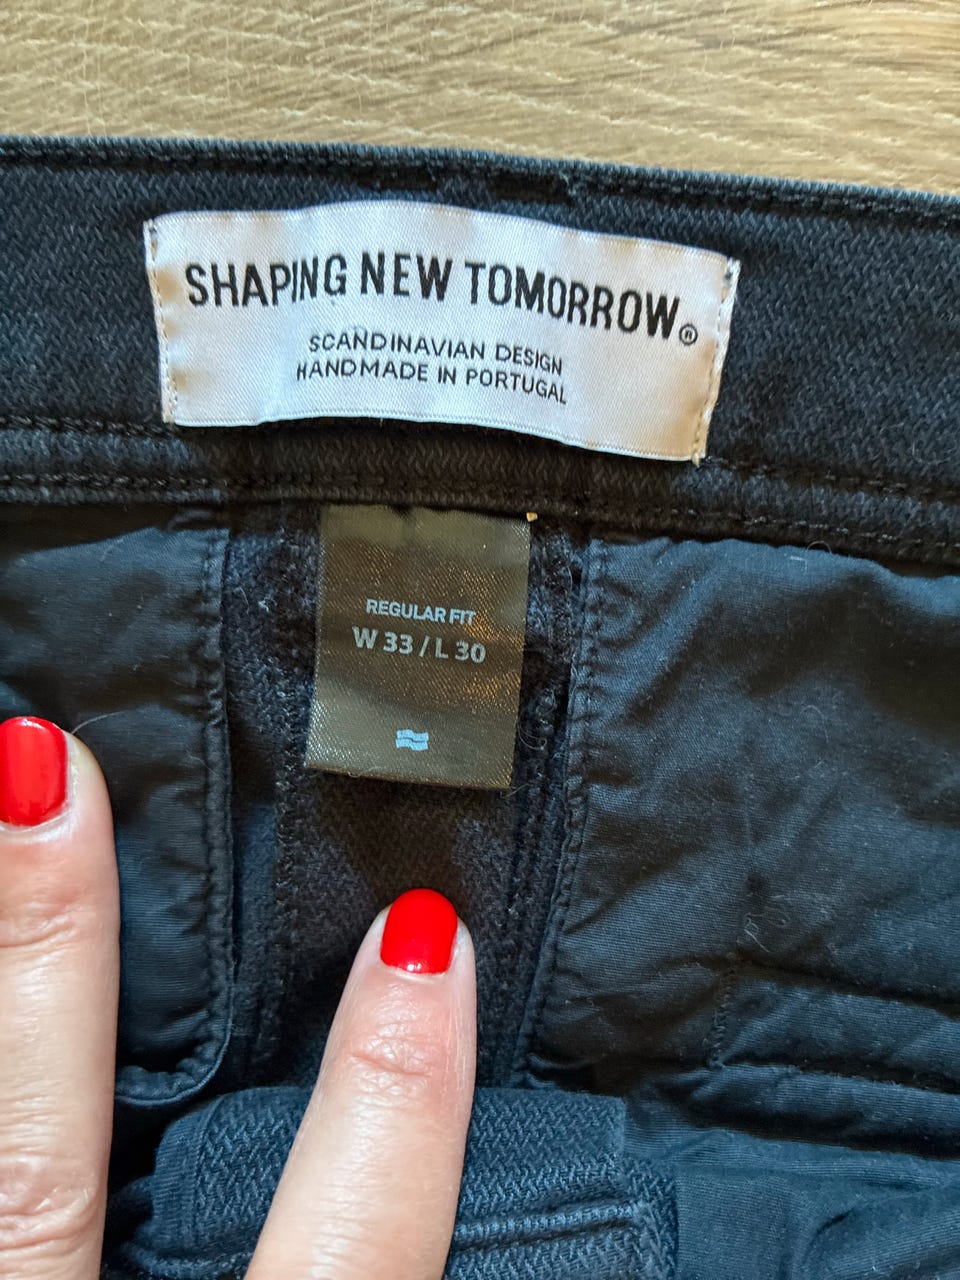 SHAPING NEW TOMORROW®
SCANDINAVIAN DESIGN
HANDMADE IN PORTUGAL
REGULAR FIT
W 33 / L 30